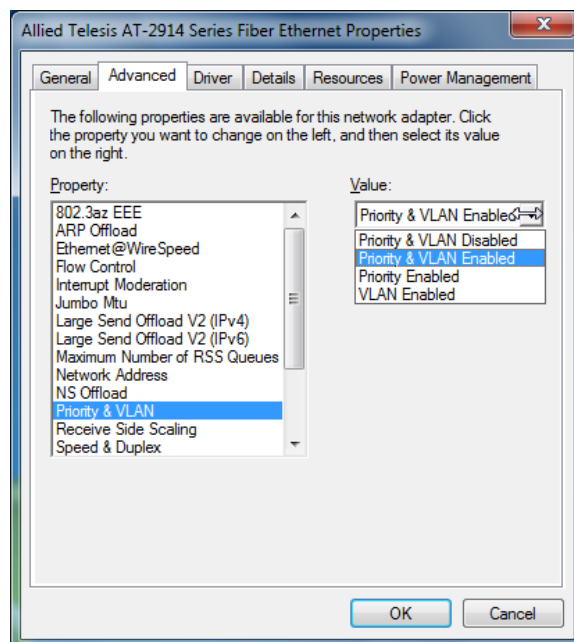 Allied Telesis AT-2914 Series Fiber Ethernet Properties
General Advanced Driver Details Resources Power Management
The following properties are available for this network adapter. Click
the property you want to change on the left, and then select its value
on the right.
Property:
802.3az EEE
ARP Offload
Ethernet@WireSpeed
Flow Control
Interrupt Moderation
Jumbo Mtu
Large Send Offload V2 (IPv4)
Large Send Offload V2 (IPv6)
Maximum Number of RSS Queues
Network Address
NS Offload
Priority & VLAN
Receive Side Scaling
Speed & Duplex
Value:
Priority & VLAN Enabled
Priority & VLAN Disabled
Priority & VLAN Enabled
Priority Enabled
VLAN Enabled
OK Cancel